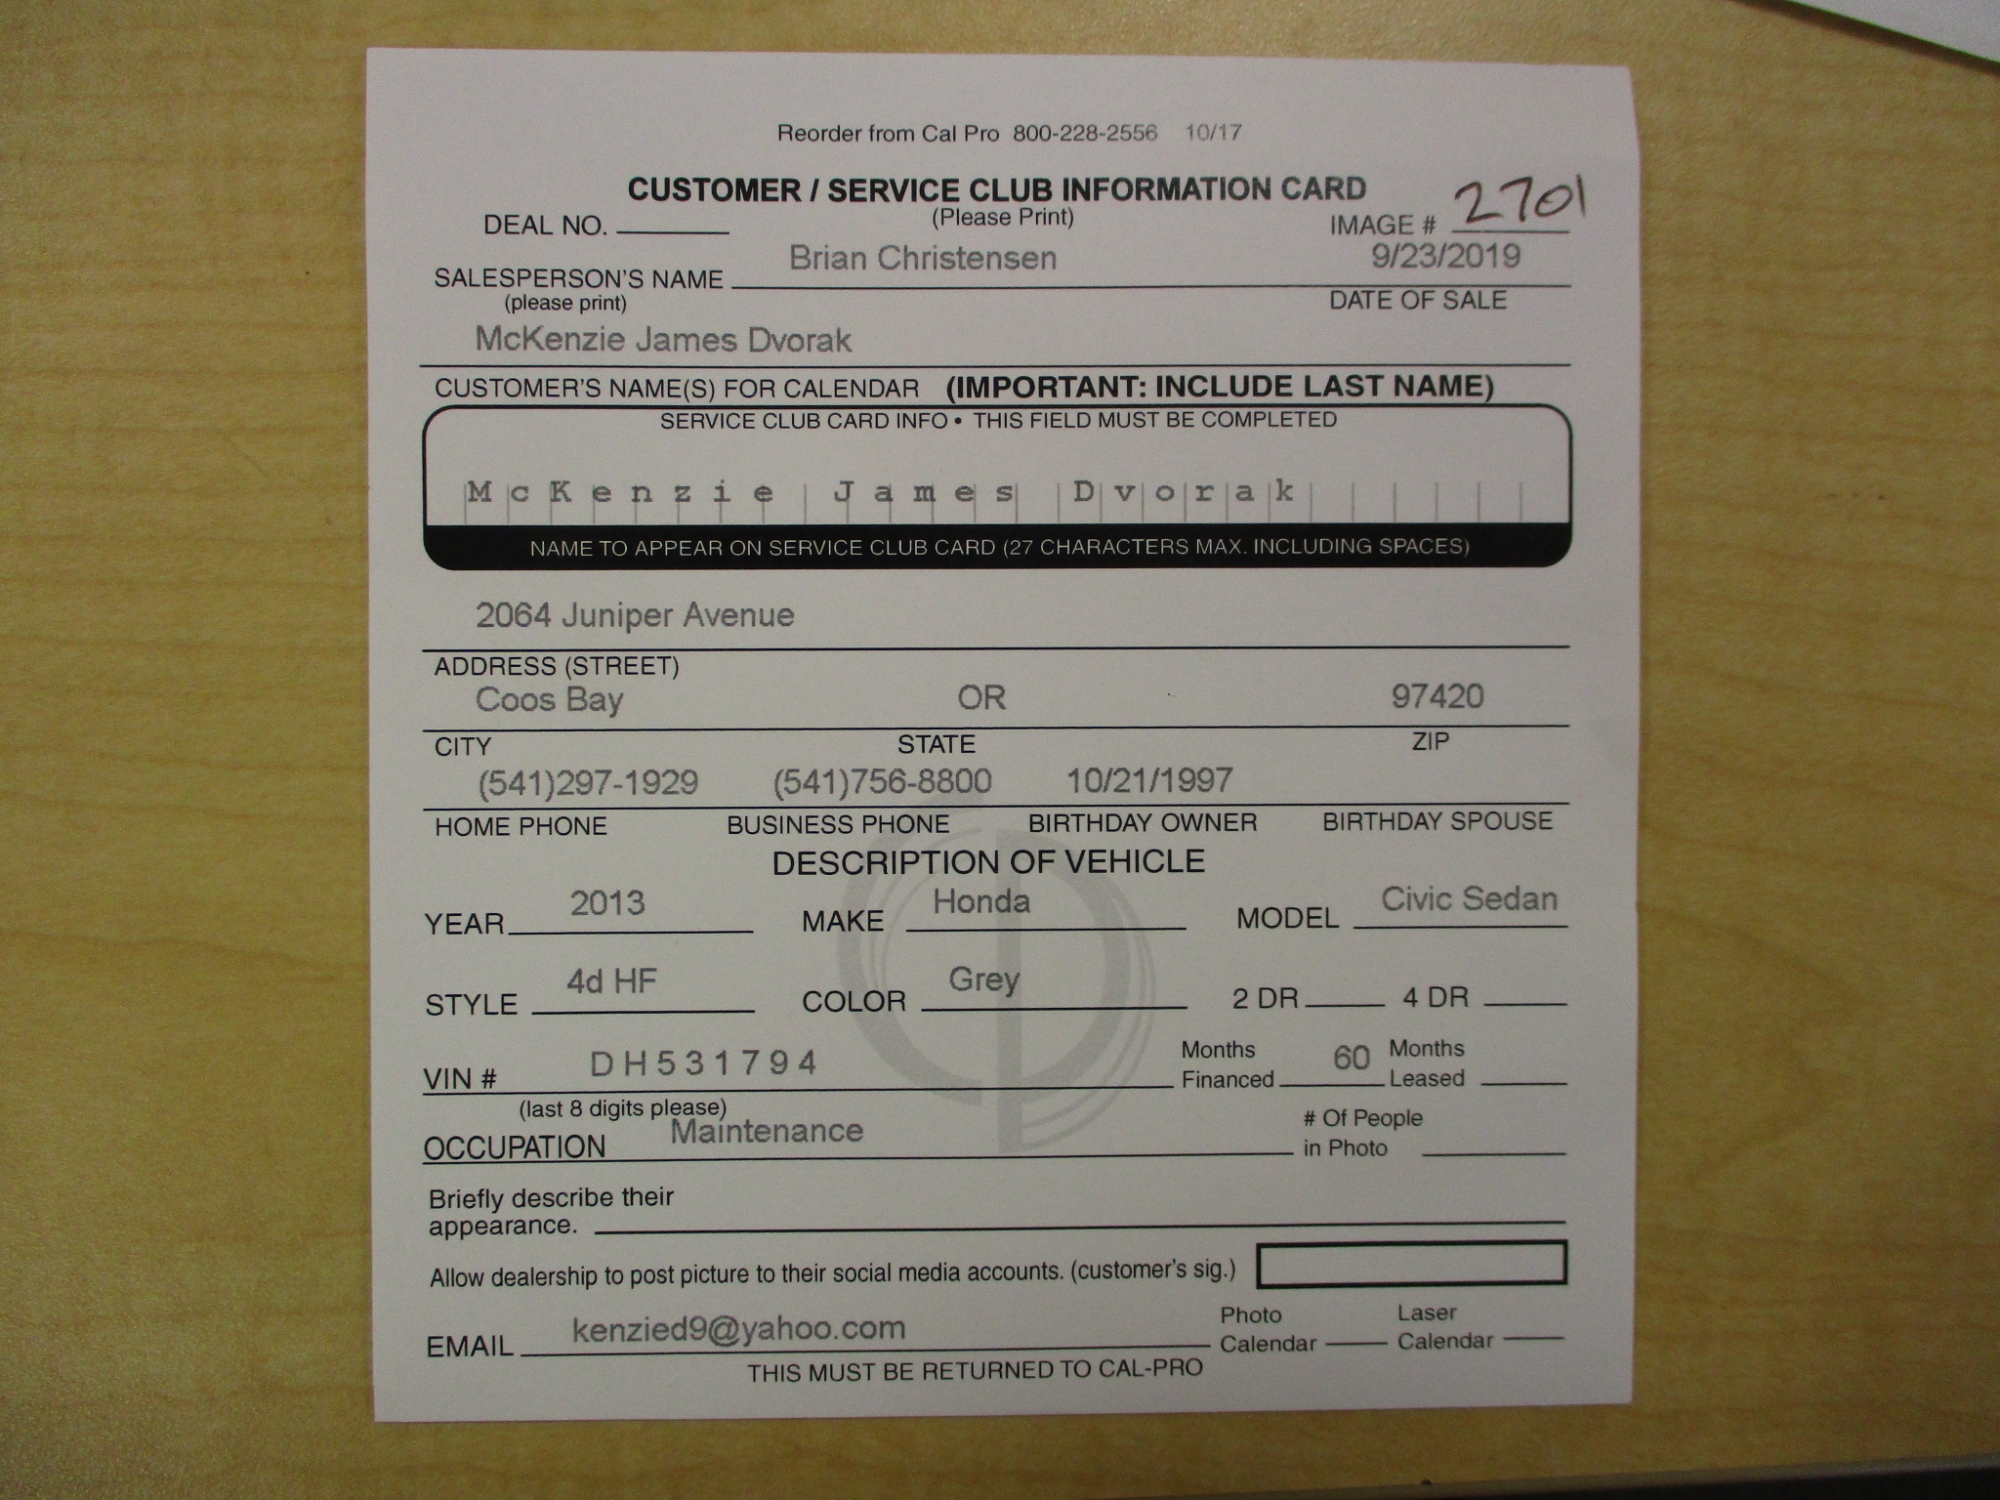 Reorder from Cal Pro 800-228-2556 10/17
CUSTOMER / SERVICE CLUB INFORMATION CARD
(Please Print)
DEAL NO. IMAGE # 2701
SALESPERSON'S NAME Brian Christensen 9/23/2019
(please print) DATE OF SALE
McKenzie James Dvorak
CUSTOMER'S NAME(S) FOR CALENDAR (IMPORTANT: INCLUDE LAST NAME)
SERVICE CLUB CARD INFO • THIS FIELD MUST BE COMPLETED
McKenzie James Dvorak
NAME TO APPEAR ON SERVICE CLUB CARD (27 CHARACTERS MAX. INCLUDING SPACES)
2064 Juniper Avenue
ADDRESS (STREET)
Coos Bay OR 97420
CITY STATE ZIP
(541)297-1929 (541)756-8800 10/21/1997
HOME PHONE BUSINESS PHONE BIRTHDAY OWNER BIRTHDAY SPOUSE
DESCRIPTION OF VEHICLE
YEAR 2013 MAKE Honda MODEL Civic Sedan
STYLE 4d HF COLOR Grey 2 DR 4 DR
VIN # DH531794 Months Financed 60 Months Leased
(last 8 digits please)
OCCUPATION Maintenance # Of People in Photo
Briefly describe their
appearance.
Allow dealership to post picture to their social media accounts. (customer's sig.)
EMAIL kenzied9@yahoo.com Photo Calendar Laser Calendar
THIS MUST BE RETURNED TO CAL-PRO